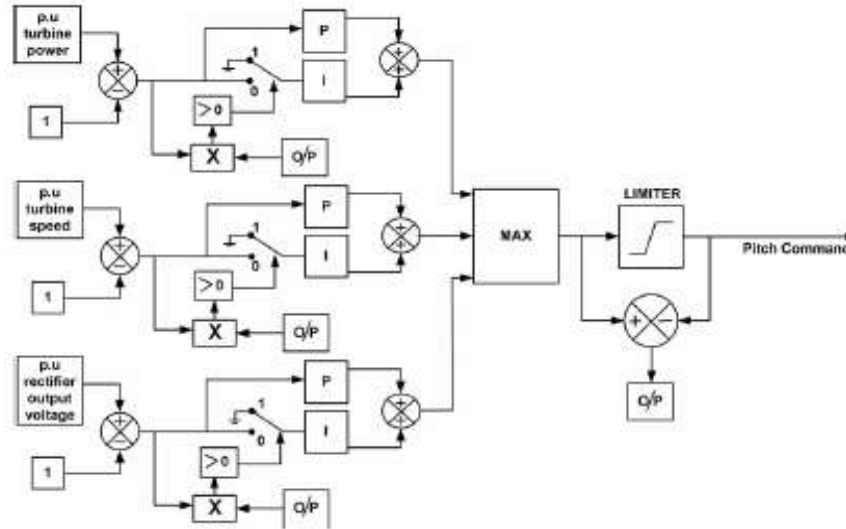 p.u
turbine
power
1
P
1
0
I
> 0
X
O/P
p.u
turbine
speed
1
P
1
0
I
> 0
X
O/P
MAX
LIMITER
Pitch Command
O/P
p.u
rectifier
output
voltage
1
P
1
0
I
> 0
X
O/P